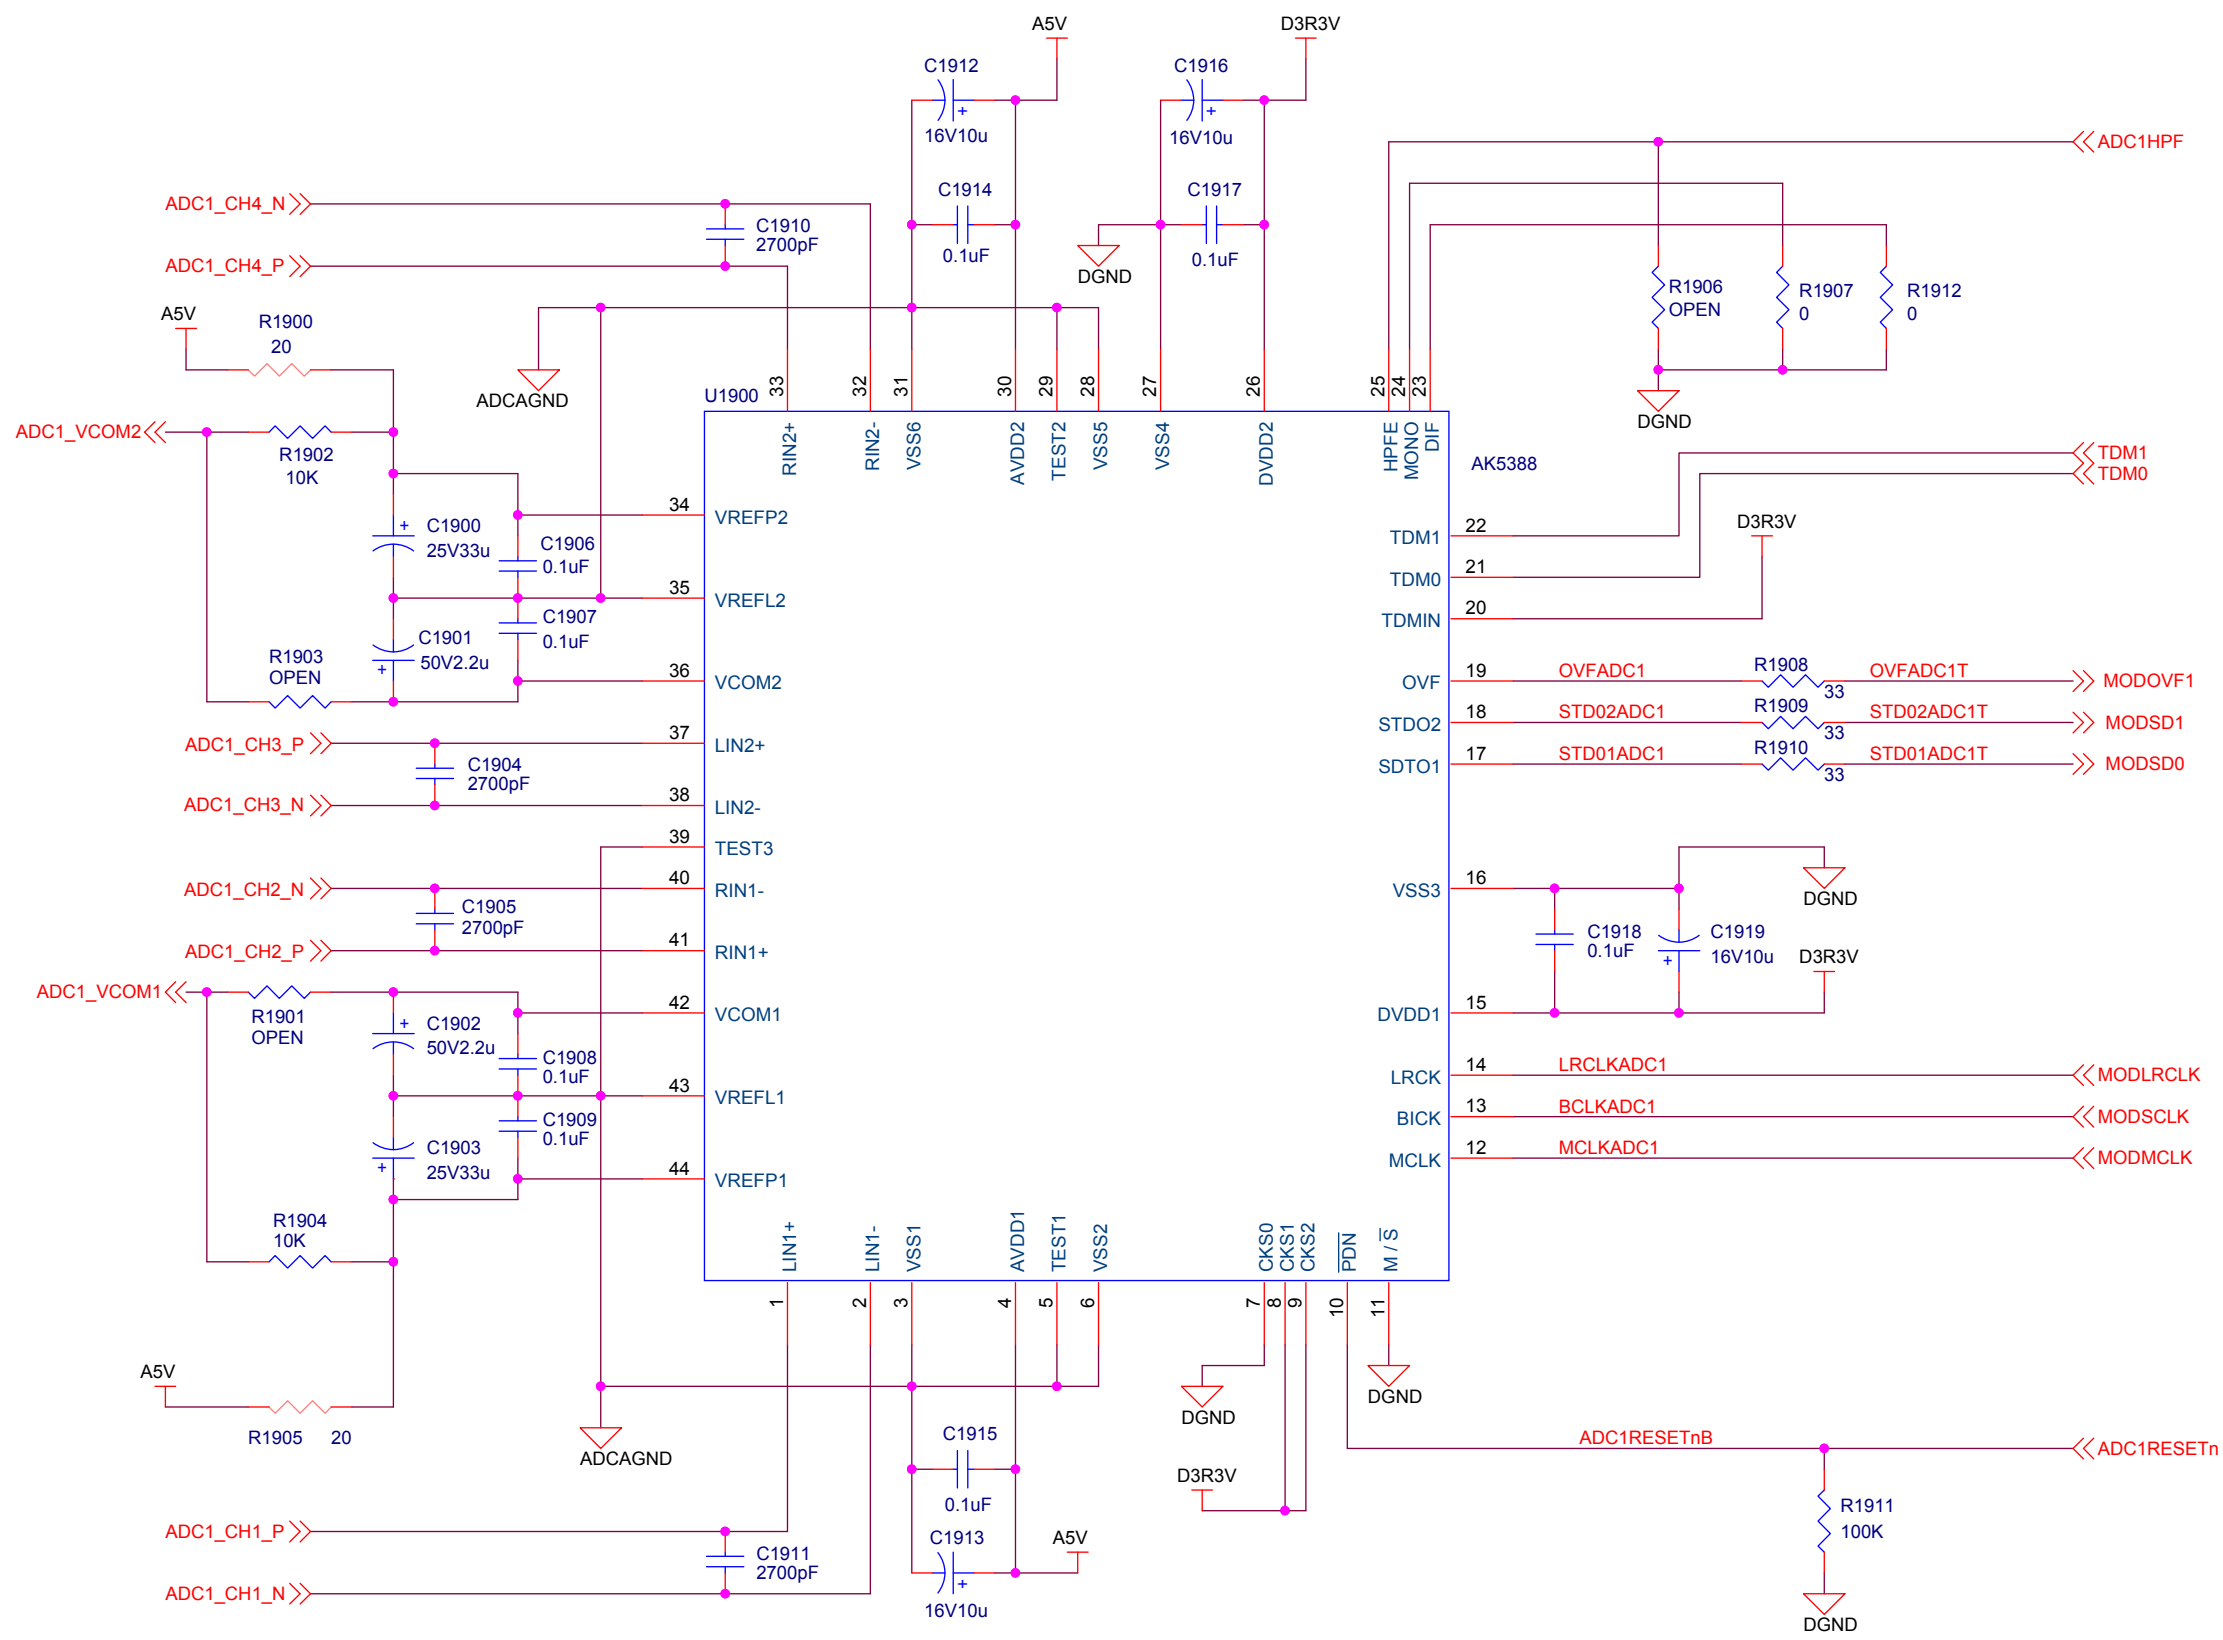 A5V
D3R3V
C1912
16V10u
C1916
16V10u
ADC1HPF
ADC1_CH4_N
C1910
2700pF
ADC1_CH4_P
C1914
0.1uF
C1917
0.1uF
DGND
R1906
OPEN
R1907
0
R1912
0
DGND
A5V
R1900
20
ADCAGND
U1900
33
32
31
30
29
28
27
26
25
24
23
RIN2+
RIN2-
VSS6
AVDD2
TEST2
VSS5
VSS4
DVDD2
HPFE
MONO
DIF
AK5388
ADC1_VCOM2
R1902
10K
TDM1
TDM0
34
VREFP2
C1900
25V33u
C1906
0.1uF
D3R3V
TDM1
22
TDM0
21
TDMIN
20
35
VREFL2
C1907
0.1uF
C1901
50V2.2u
R1903
OPEN
36
VCOM2
OVF
19
OVFADC1
R1908
33
OVFADC1T
MODOVF1
STDO2
18
STD02ADC1
R1909
33
STD02ADC1T
MODSD1
SDTO1
17
STD01ADC1
R1910
33
STD01ADC1T
MODSD0
ADC1_CH3_P
37
LIN2+
C1904
2700pF
ADC1_CH3_N
38
LIN2-
39
TEST3
ADC1_CH2_N
40
RIN1-
C1905
2700pF
ADC1_CH2_P
41
RIN1+
VSS3
16
DGND
C1918
0.1uF
C1919
16V10u
D3R3V
DVDD1
15
ADC1_VCOM1
R1901
OPEN
42
VCOM1
C1902
50V2.2u
C1908
0.1uF
43
VREFL1
C1909
0.1uF
C1903
25V33u
44
VREFP1
LRCK
14
LRCLKADC1
MODLRCLK
BICK
13
BCLKADC1
MODSCLK
MCLK
12
MCLKADC1
MODMCLK
R1904
10K
LIN1+
LIN1-
VSS1
AVDD1
TEST1
VSS2
CKS0
CKS1
CKS2
PDN
M / S
1
2
3
4
5
6
7
8
9
10
11
A5V
R1905 20
ADCAGND
DGND
DGND
C1915
0.1uF
D3R3V
ADC1RESETnB
ADC1RESETn
R1911
100K
DGND
ADC1_CH1_P
C1911
2700pF
ADC1_CH1_N
C1913
16V10u
A5V